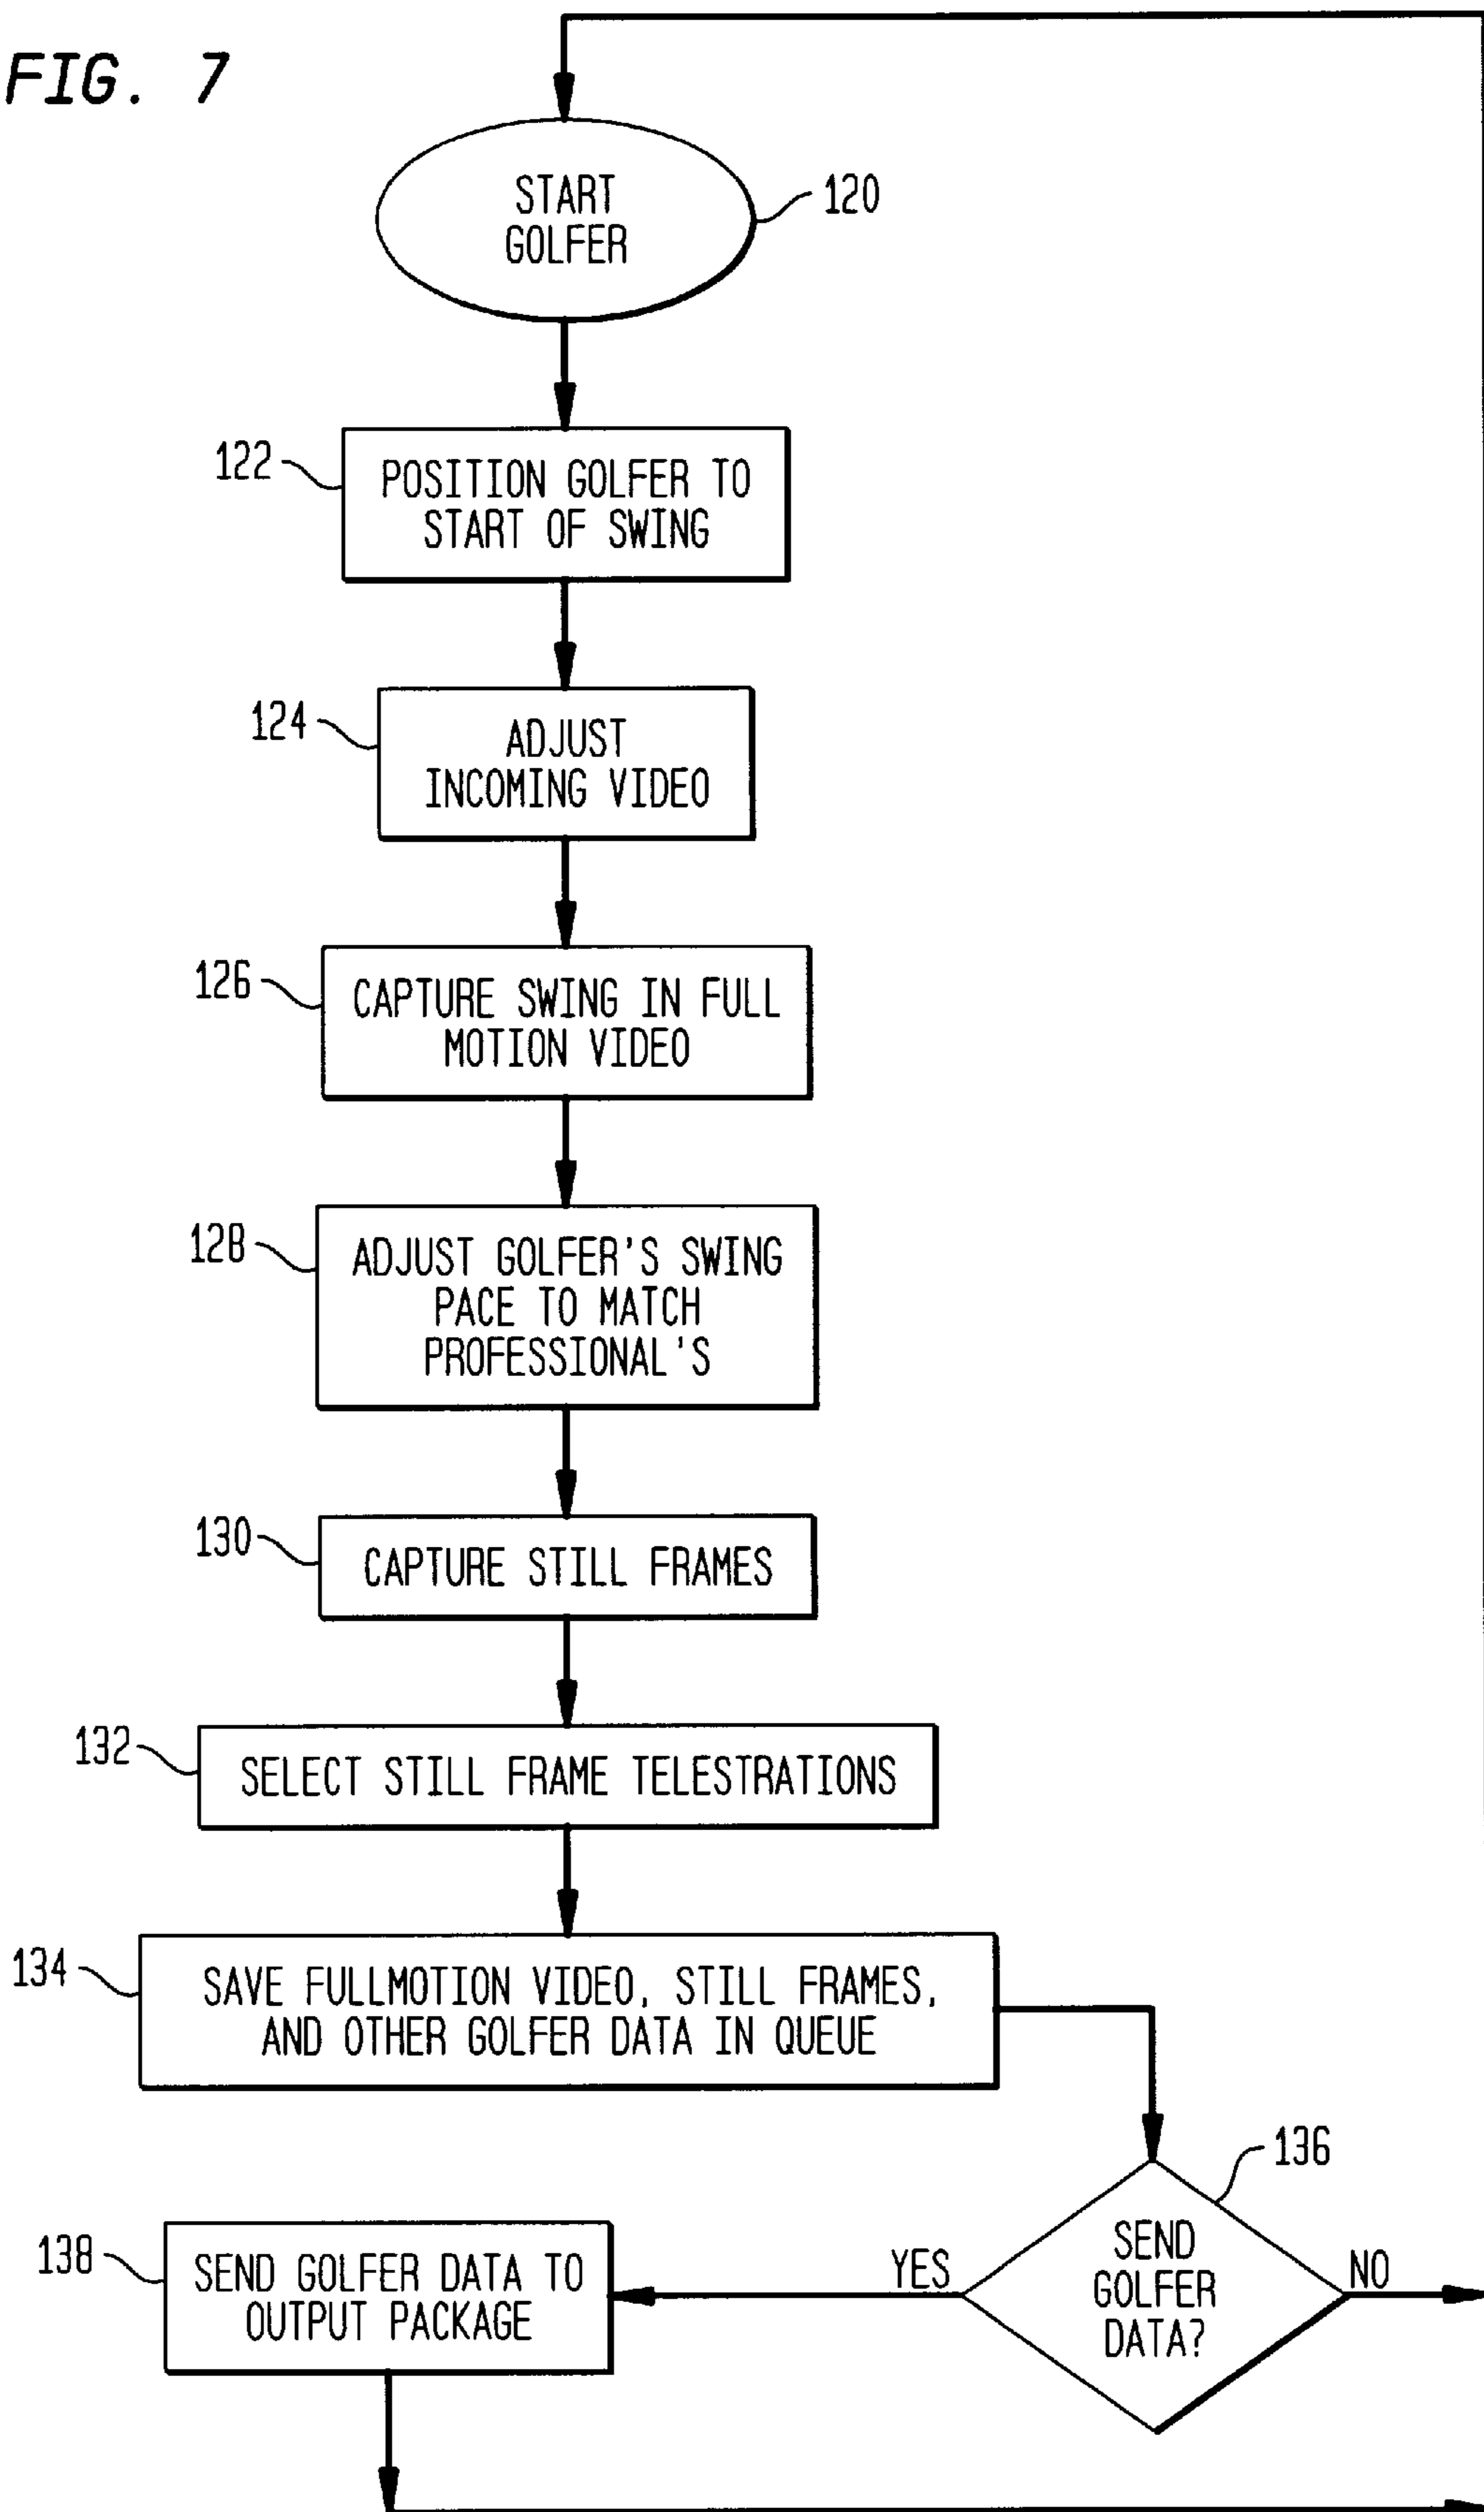 FIG. 7
START
GOLFER
120
122
POSITION GOLFER TO
START OF SWING
124
ADJUST
INCOMING VIDEO
126
CAPTURE SWING IN FULL
MOTION VIDEO
128
ADJUST GOLFER'S SWING
PACE TO MATCH
PROFESSIONAL'S
130
CAPTURE STILL FRAMES
132
SELECT STILL FRAME TELESTRATIONS
134
SAVE FULLMOTION VIDEO, STILL FRAMES,
AND OTHER GOLFER DATA IN QUEUE
136
SEND
GOLFER
DATA?
YES
NO
138
SEND GOLFER DATA TO
OUTPUT PACKAGE